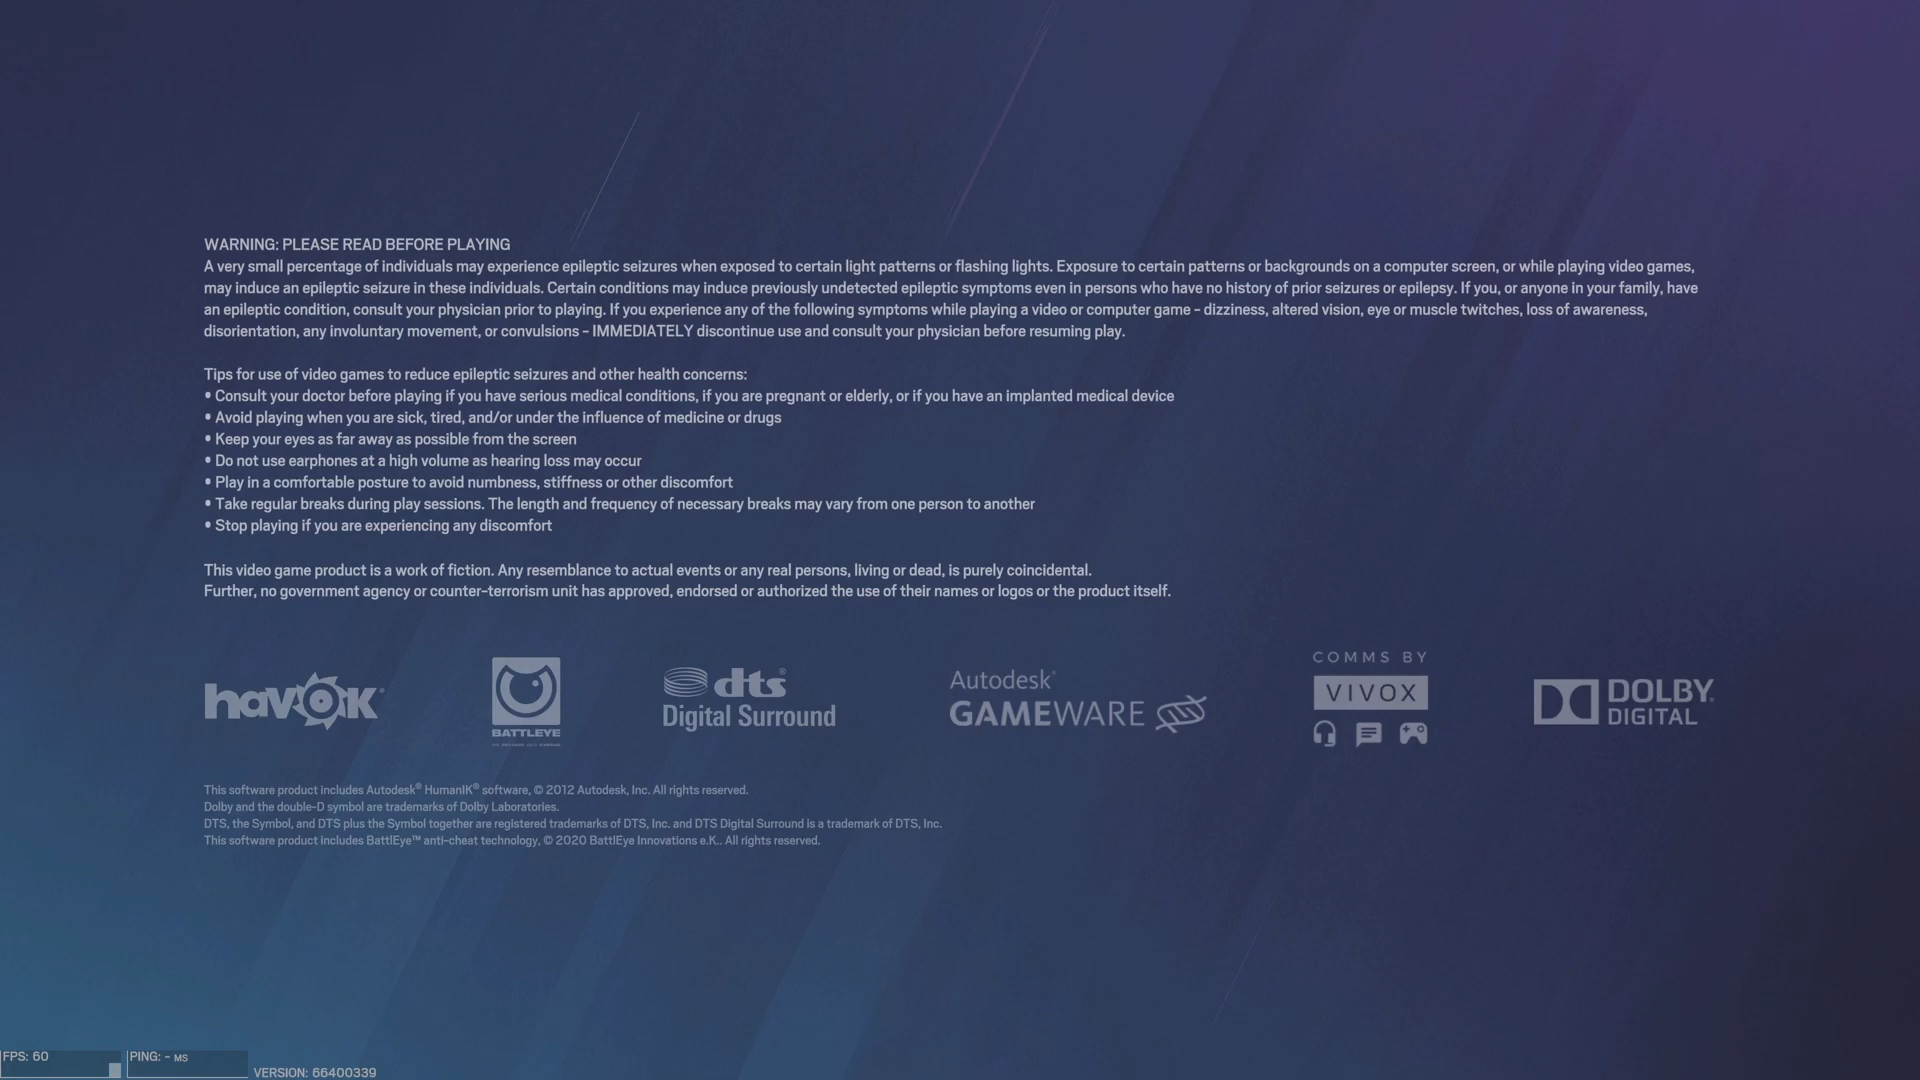 WARNING: PLEASE READ BEFORE PLAYING
A very small percentage of individuals may experience epileptic seizures when exposed to certain light patterns or flashing lights. Exposure to certain patterns or backgrounds on a computer screen, or while playing video games,
may induce an epileptic seizure in these individuals. Certain conditions may induce previously undetected epileptic symptoms even in persons who have no history of prior seizures or epilepsy. If you, or anyone in your family, have
an epileptic condition, consult your physician prior to playing. If you experience any of the following symptoms while playing a video or computer game - dizziness, altered vision, eye or muscle twitches, loss of awareness,
disorientation, any involuntary movement, or convulsions - IMMEDIATELY discontinue use and consult your physician before resuming play.
Tips for use of video games to reduce epileptic seizures and other health concerns:
• Consult your doctor before playing if you have serious medical conditions, if you are pregnant or elderly, or if you have an implanted medical device
• Avoid playing when you are sick, tired, and/or under the influence of medicine or drugs
• Keep your eyes as far away as possible from the screen
• Do not use earphones at a high volume as hearing loss may occur
• Play in a comfortable posture to avoid numbness, stiffness or other discomfort
• Take regular breaks during play sessions. The length and frequency of necessary breaks may vary from one person to another
• Stop playing if you are experiencing any discomfort
This video game product is a work of fiction. Any resemblance to actual events or any real persons, living or dead, is purely coincidental.
Further, no government agency or counter-terrorism unit has approved, endorsed or authorized the use of their names or logos or the product itself.
havok®
BATTLEYE
dts®
Digital Surround
Autodesk®
GAMEWARE
COMMS BY
VIVOX
DOLBY®
DIGITAL
This software product includes Autodesk® HumanIK® software, © 2012 Autodesk, Inc. All rights reserved.
Dolby and the double-D symbol are trademarks of Dolby Laboratories.
DTS, the Symbol, and DTS plus the Symbol together are registered trademarks of DTS, Inc. and DTS Digital Surround is a trademark of DTS, Inc.
This software product includes BattlEye™ anti-cheat technology, © 2020 BattlEye Innovations e.K.. All rights reserved.
FPS: 60
PING: - MS
VERSION: 66400339